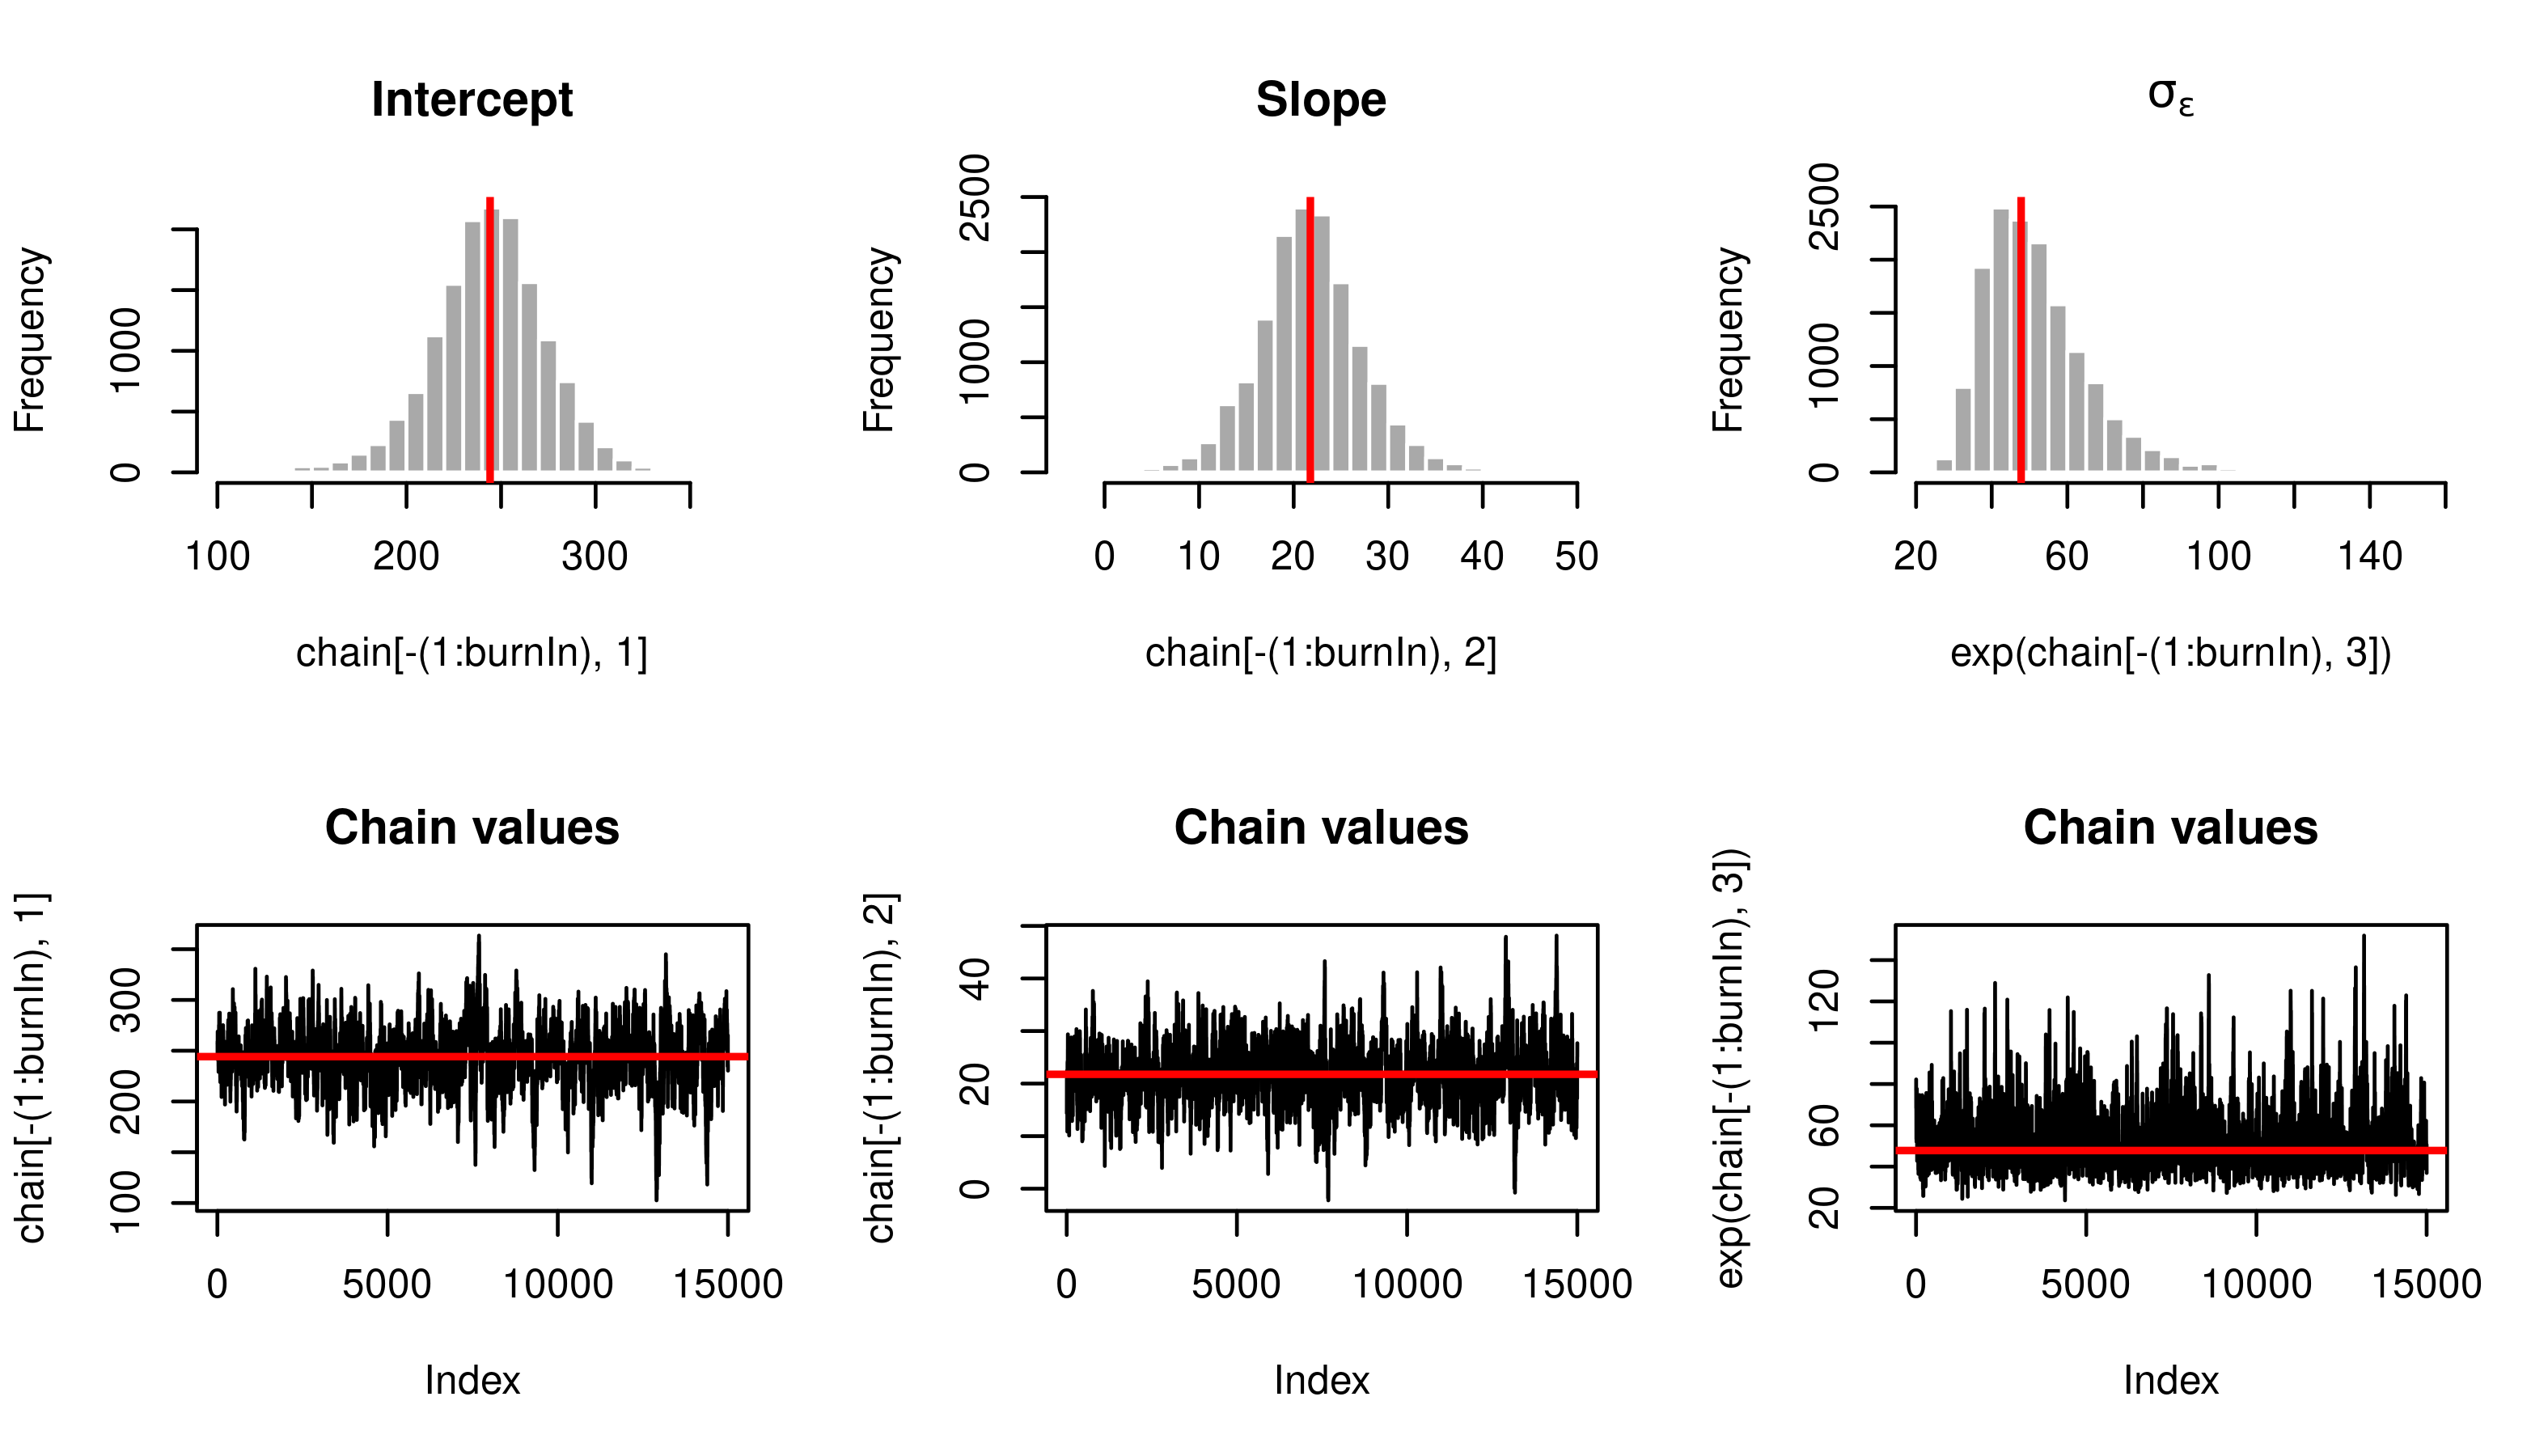 Intercept
Frequency
0 1000
100 200 300
chain[-(1:burnIn), 1]
Slope
Frequency
0 1000 2500
0 10 20 30 40 50
chain[-(1:burnIn), 2]
σε
Frequency
0 1000 2500
20 60 100 140
exp(chain[-(1:burnIn), 3])
Chain values
chain[-(1:burnIn), 1]
100 200 300
0 5000 10000 15000
Index
Chain values
chain[-(1:burnIn), 2]
0 20 40
0 5000 10000 15000
Index
Chain values
exp(chain[-(1:burnIn), 3])
20 60 120
0 5000 10000 15000
Index